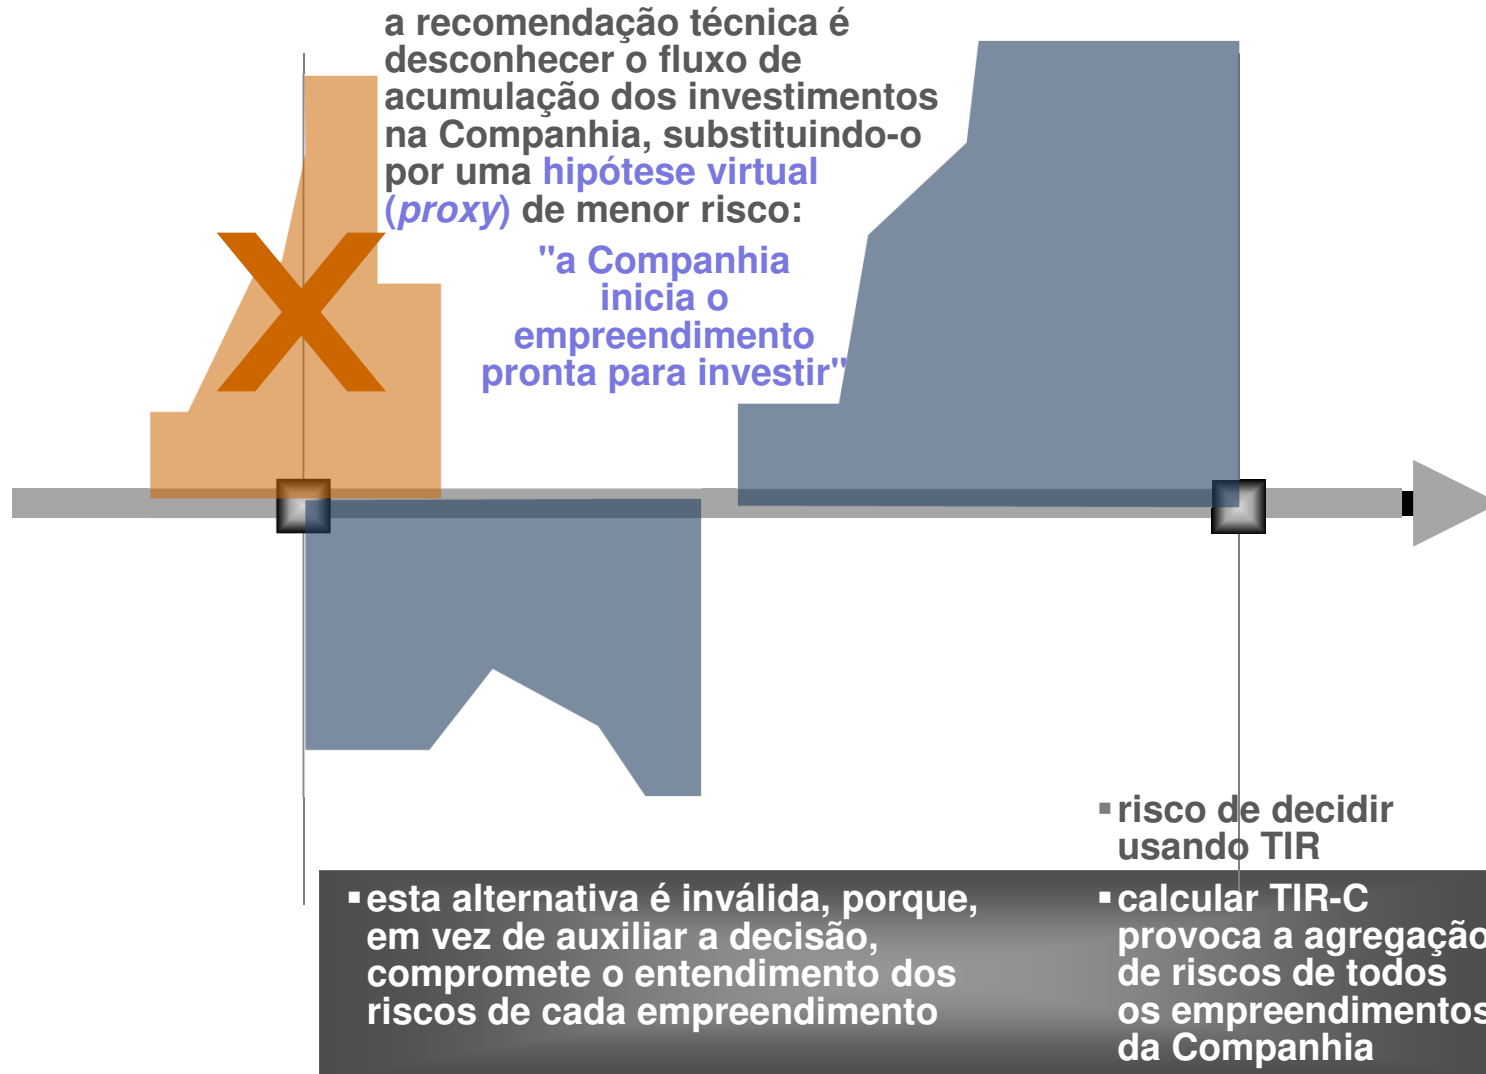 a recomendação técnica é
desconhecer o fluxo de
acumulação dos investimentos
na Companhia, substituindo-o
por uma hipótese virtual
(proxy) de menor risco:
"a Companhia
inicia o
empreendimento
pronta para investir"
X
▪ risco de decidir
usando TIR
▪ esta alternativa é inválida, porque,
em vez de auxiliar a decisão,
compromete o entendimento dos
riscos de cada empreendimento
▪ calcular TIR-C
provoca a agregação
de riscos de todos
os empreendimentos
da Companhia